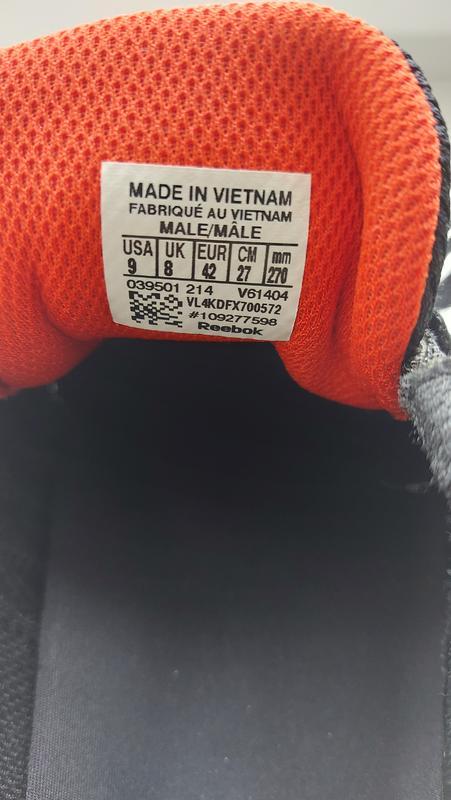 MADE IN VIETNAM
FABRIQUÉ AU VIETNAM
MALE/MÂLE
USA UK EUR CM mm
9 8 42 27 270
039501 214 V61404
VL4KDFX700572
#109277598
Reebok